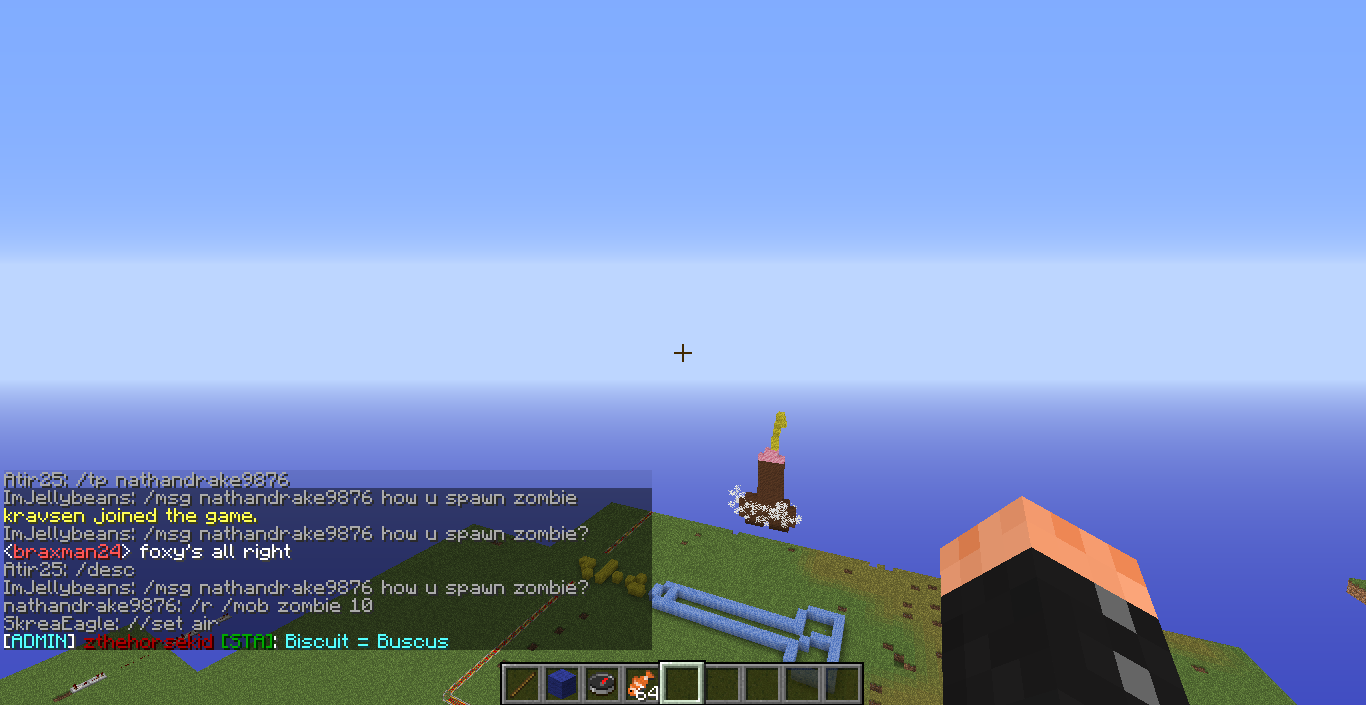 Atir25: /tp nathandrake9876
ImJellybeans: /msg nathandrake9876 how u spawn zombie
kravsen joined the game.
ImJellybeans: /msg nathandrake9876 how u spawn zombie?
<braxman24> foxy's all right
Atir25: /desc
ImJellybeans: /msg nathandrake9876 how u spawn zombie?
nathandrake9876: /r /mob zombie 10
SkreaEagle: //set air
[ADMIN] zthehorsekid [STA]: Biscuit = Buscus
64